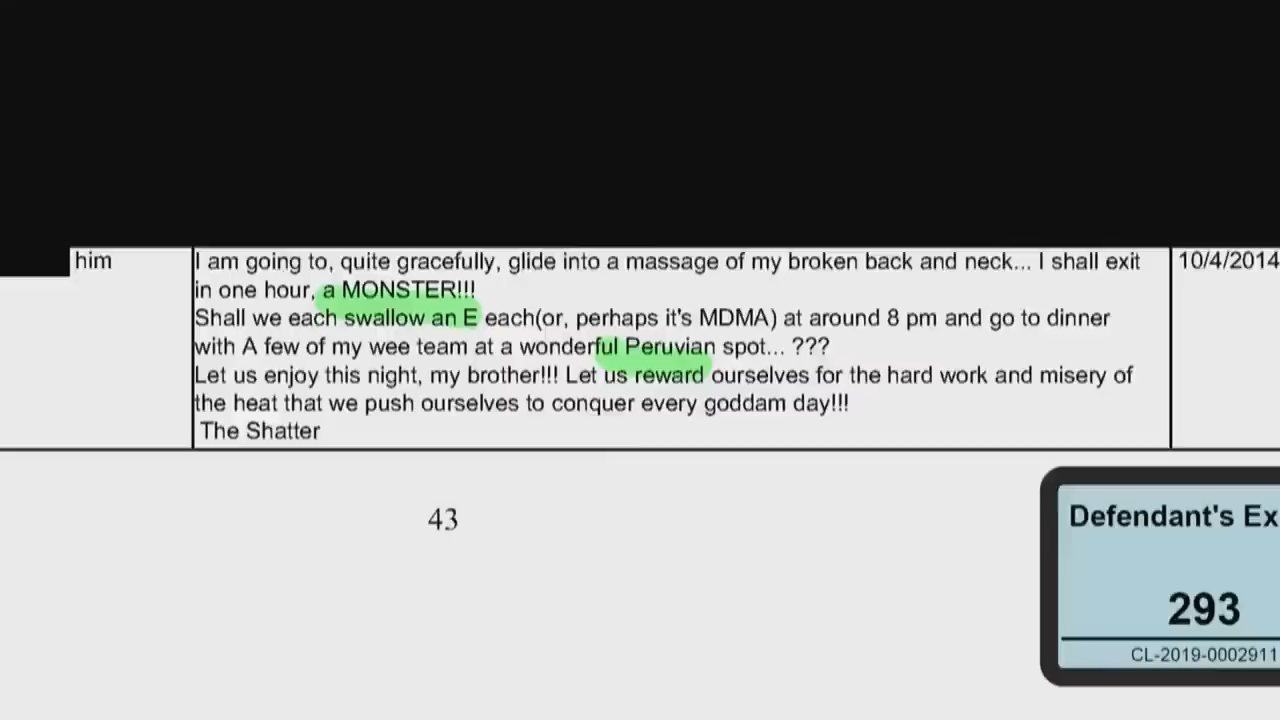 him
I am going to, quite gracefully, glide into a massage of my broken back and neck... I shall exit
10/4/2014
in one hour, a MONSTER!!!
Shall we each swallow an E each(or, perhaps it's MDMA) at around 8 pm and go to dinner
with A few of my wee team at a wonderful Peruvian spot... ???
Let us enjoy this night, my brother!!! Let us reward ourselves for the hard work and misery of
the heat that we push ourselves to conquer every goddam day!!!
The Shatter
43
Defendant's Ex
293
CL-2019-0002911